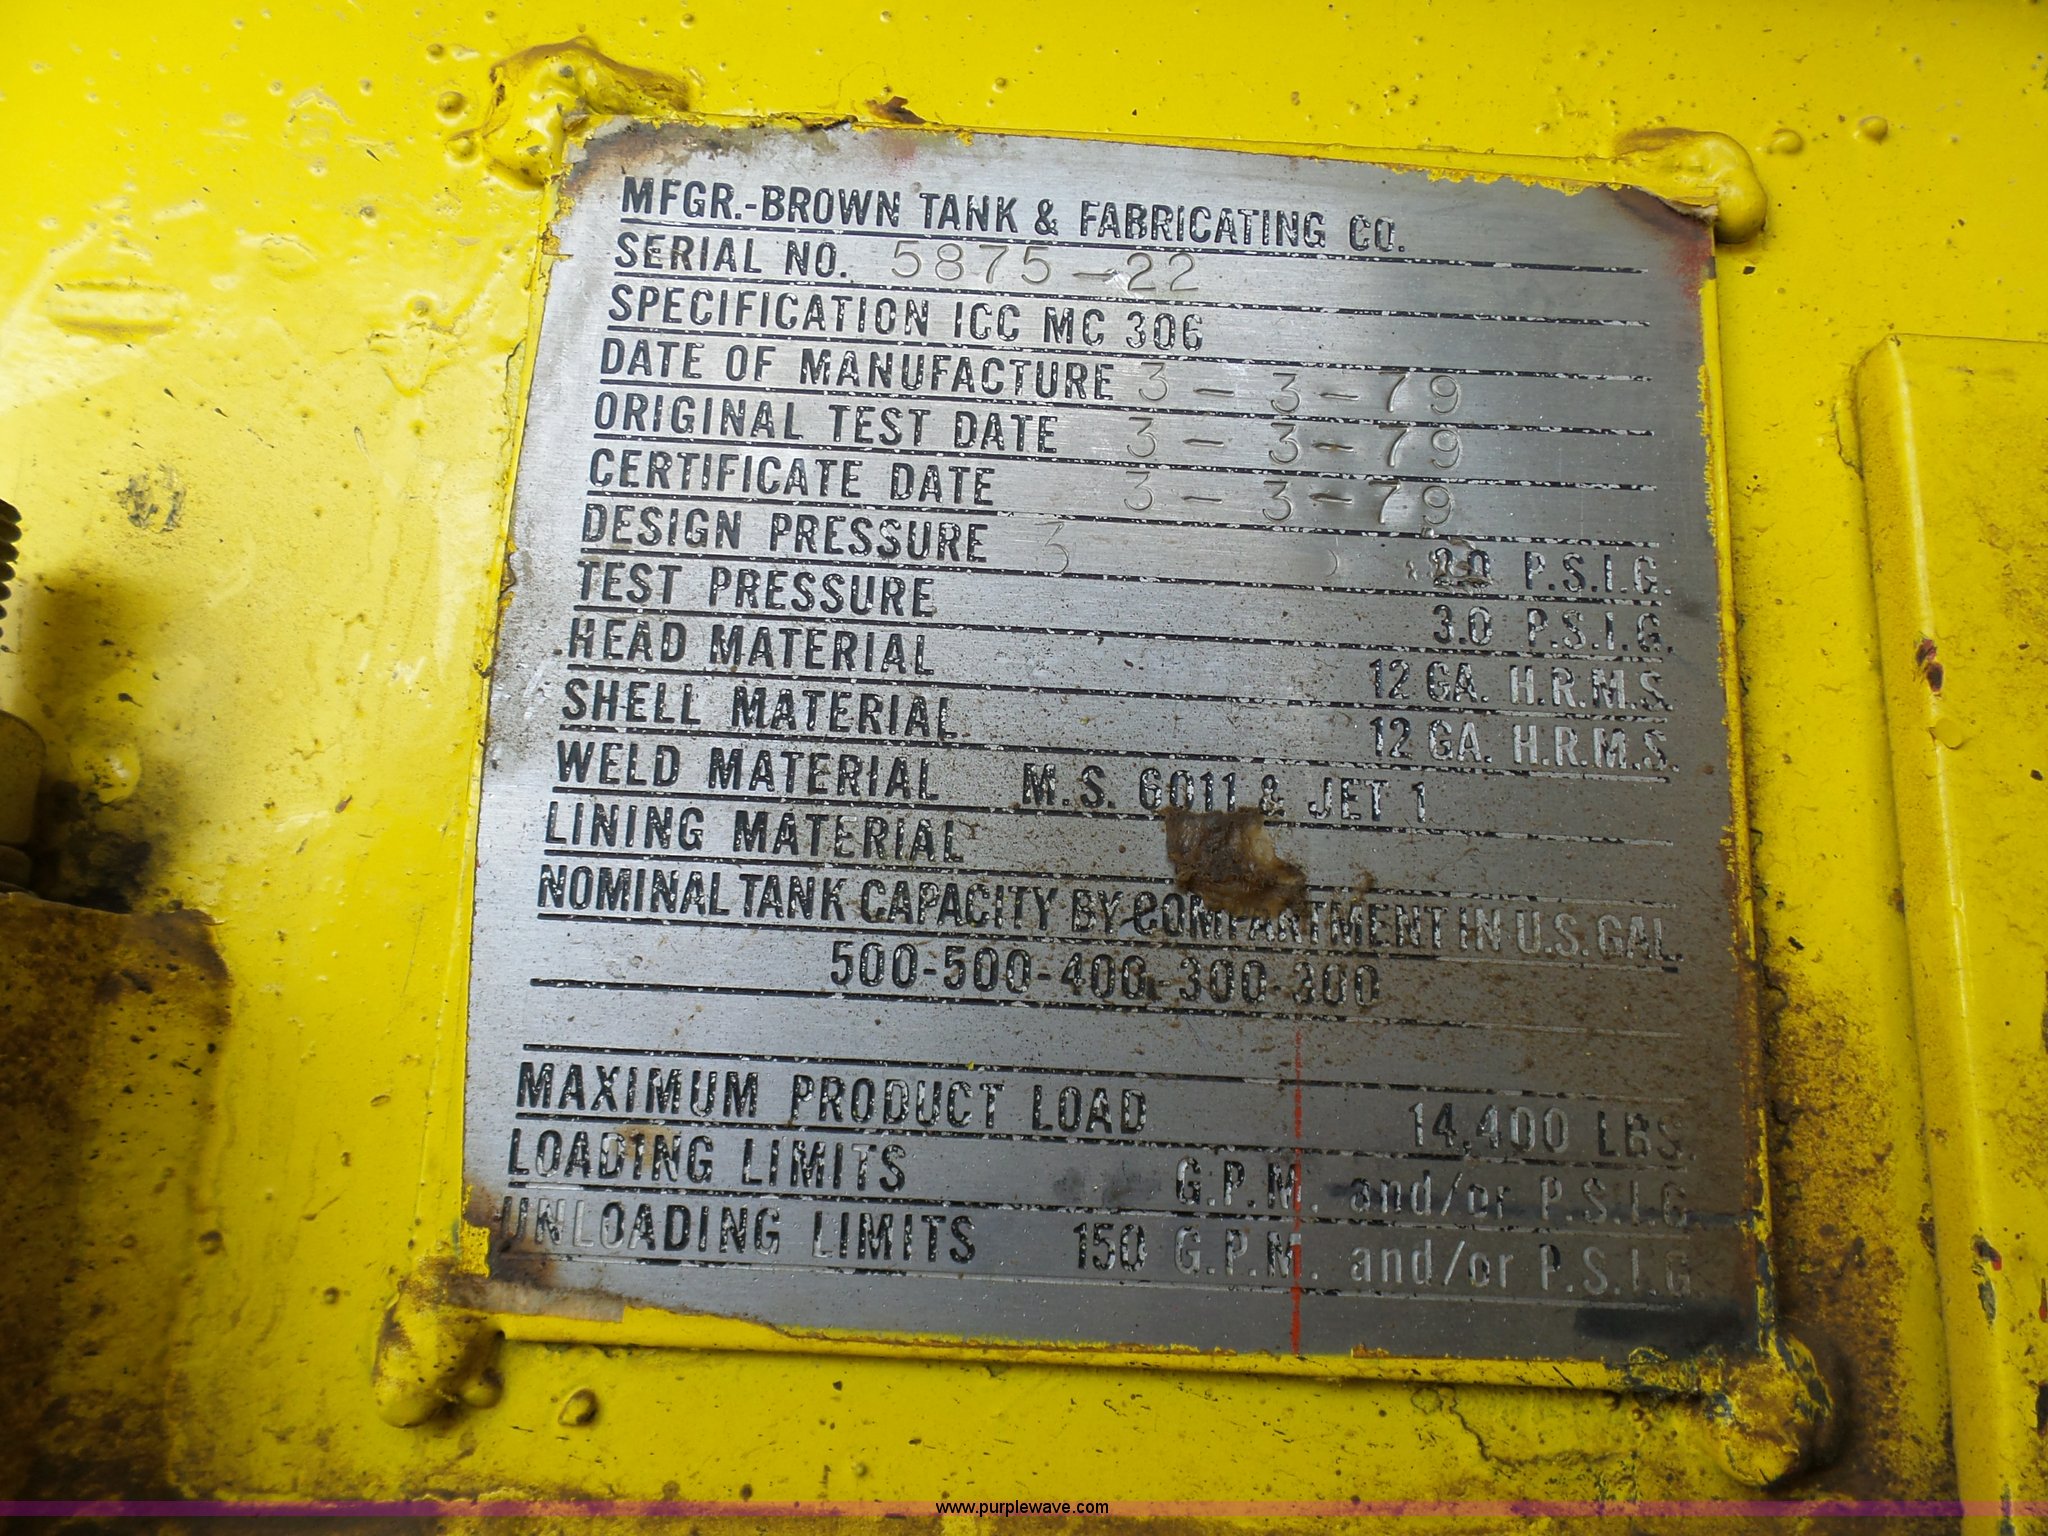 MFGR.-BROWN TANK & FABRICATING CO.
SERIAL NO. 5875-22
SPECIFICATION ICC MC 306
DATE OF MANUFACTURE 3-3-79
ORIGINAL TEST DATE 3-3-79
CERTIFICATE DATE 3-3-79
DESIGN PRESSURE 3 P.S.I.G.
TEST PRESSURE 3.0 P.S.I.G.
HEAD MATERIAL 12 GA. H.R.M.S.
SHELL MATERIAL 12 GA. H.R.M.S.
WELD MATERIAL M.S. 6011 & JET 1
LINING MATERIAL
NOMINAL TANK CAPACITY BY COMPARTMENT IN U.S. GAL.
500-500-400-300-300
MAXIMUM PRODUCT LOAD 14,400 LBS.
LOADING LIMITS G.P.M. and/or P.S.I.G.
UNLOADING LIMITS 150 G.P.M. and/or P.S.I.G.
www.purplewave.com